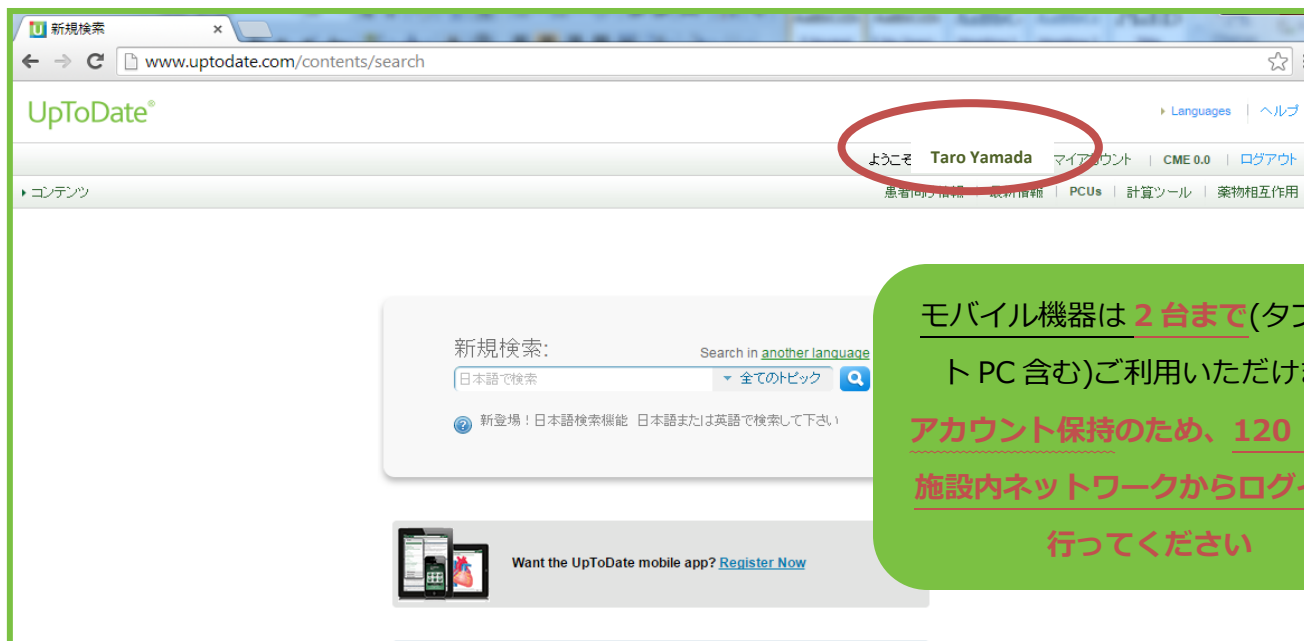 新規検索 ×
www.uptodate.com/contents/search
UpToDate®
Languages | ヘルプ
ようこそ Taro Yamada マイアカウント | CME 0.0 | ログアウト
コンテンツ
患者向け情報 | 最新情報 | PCUs | 計算ツール | 薬物相互作用
新規検索:
Search in another language
日本語で検索 全てのトピック
新登場！日本語検索機能 日本語または英語で検索して下さい
モバイル機器は 2 台まで(タブ
ト PC 含む)ご利用いただけ
アカウント保持のため、120
施設内ネットワークからログ
行ってください
Want the UpToDate mobile app? Register Now